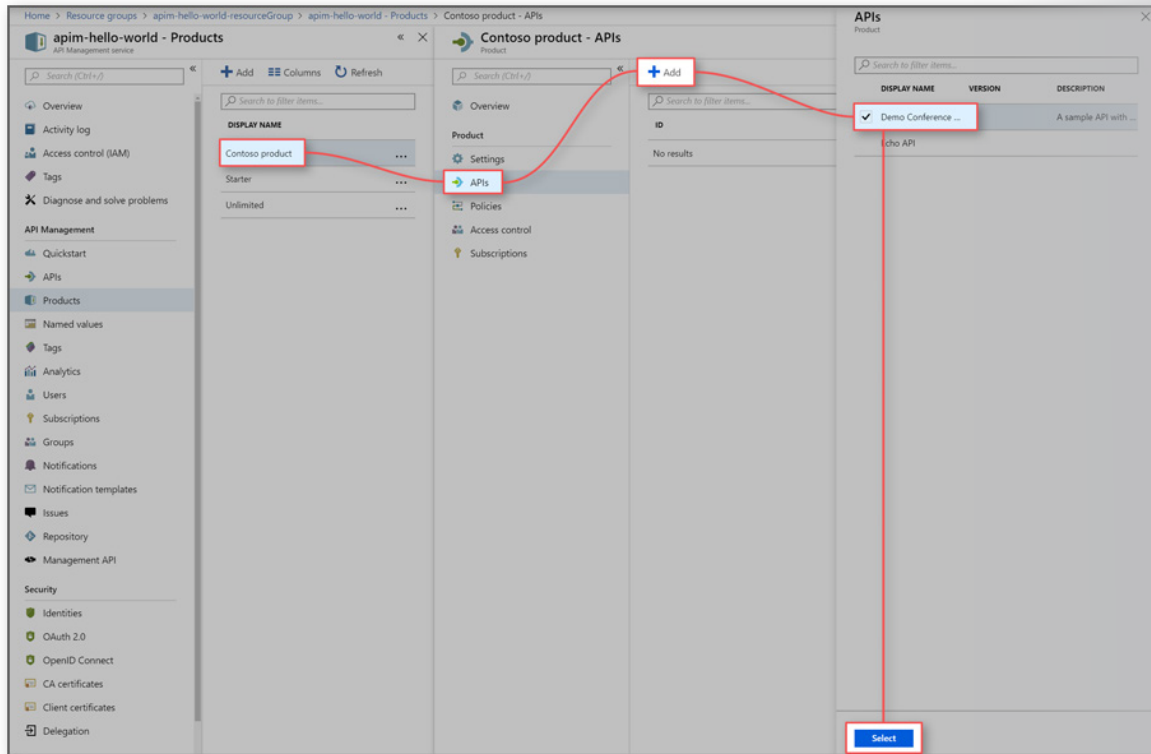 Home > Resource groups > apim-hello-world-resourceGroup > apim-hello-world - Products > Contoso product - APIs
apim-hello-world - Products
API Management service
Search (Ctrl+/)
Overview
Activity log
Access control (IAM)
Tags
Diagnose and solve problems
API Management
Quickstart
APIs
Products
Named values
Tags
Analytics
Users
Subscriptions
Groups
Notifications
Notification templates
Issues
Repository
Management API
Security
Identities
OAuth 2.0
OpenID Connect
CA certificates
Client certificates
Delegation
Add Columns Refresh
Search to filter items...
DISPLAY NAME
Contoso product ...
Starter ...
Unlimited ...
Contoso product - APIs
Product
Search (Ctrl+/)
Overview
Product
Settings
APIs
Policies
Access control
Subscriptions
Add
Search to filter items...
ID
No results
APIs
Product
Search to filter items...
DISPLAY NAME VERSION DESCRIPTION
Demo Conference ... A sample API with ...
Echo API
Select